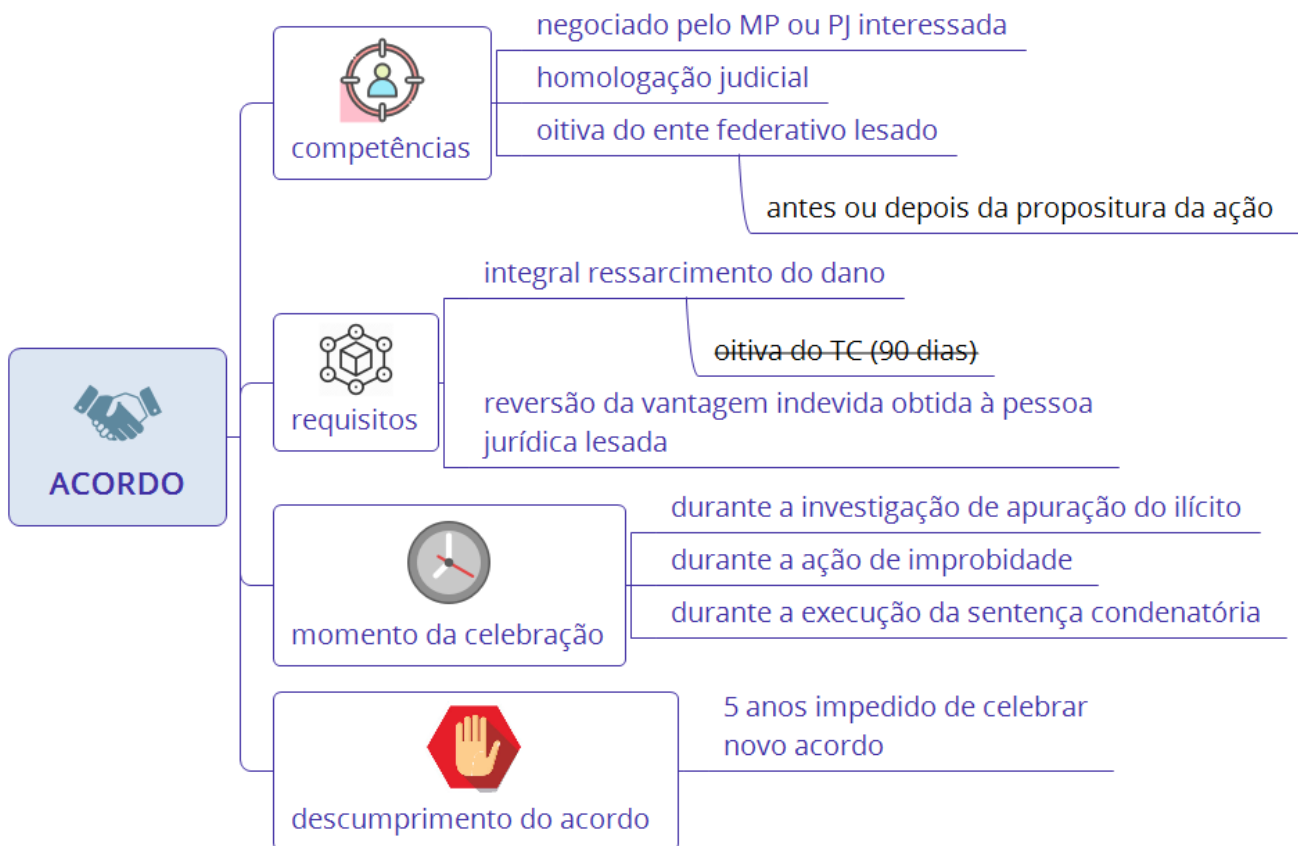 negociado pelo MP ou PJ interessada
homologação judicial
oitiva do ente federativo lesado
competências
antes ou depois da propositura da ação
integral ressarcimento do dano
oitiva do TC (90 dias)
requisitos
reversão da vantagem indevida obtida à pessoa
jurídica lesada
ACORDO
durante a investigação de apuração do ilícito
durante a ação de improbidade
durante a execução da sentença condenatória
momento da celebração
5 anos impedido de celebrar
novo acordo
descumprimento do acordo